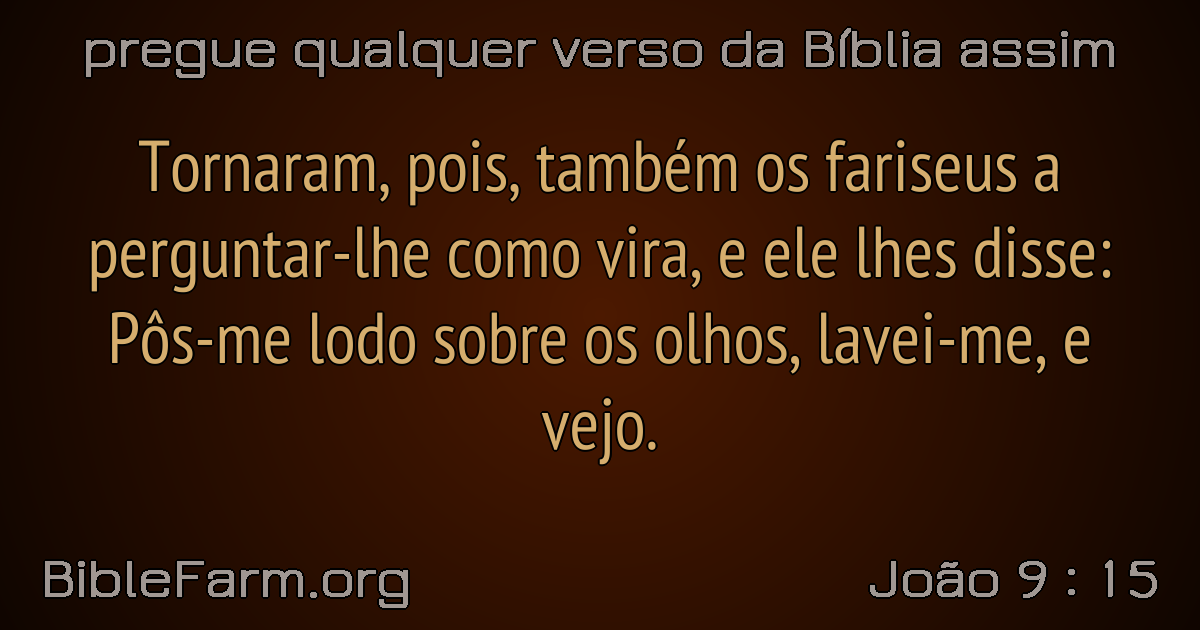 pregue qualquer verso da Bíblia assim
Tornaram, pois, também os fariseus a
perguntar-lhe como vira, e ele lhes disse:
Pôs-me lodo sobre os olhos, lavei-me, e
vejo.
BibleFarm.org
João 9 : 15